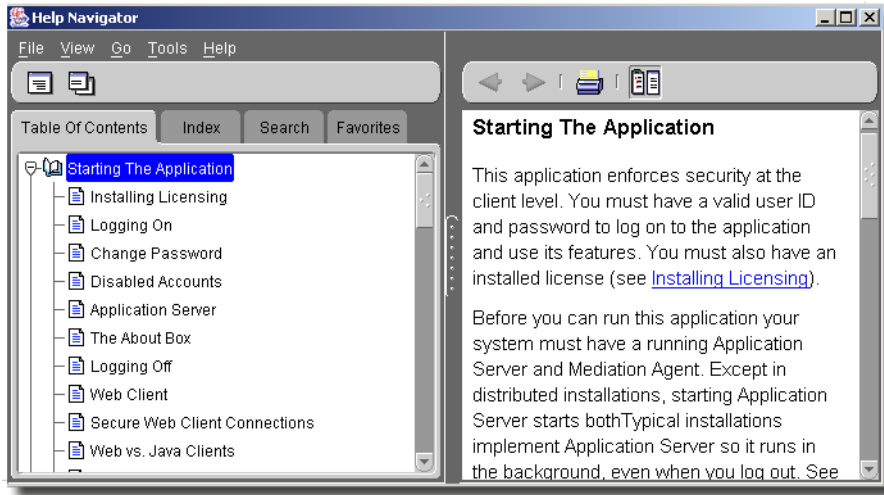 Help Navigator
File View Go Tools Help
Table Of Contents Index Search Favorites
Starting The Application
Installing Licensing
Logging On
Change Password
Disabled Accounts
Application Server
The About Box
Logging Off
Web Client
Secure Web Client Connections
Web vs. Java Clients
Starting The Application
This application enforces security at the
client level. You must have a valid user ID
and password to log on to the application
and use its features. You must also have an
installed license (see Installing Licensing).
Before you can run this application your
system must have a running Application
Server and Mediation Agent. Except in
distributed installations, starting Application
Server starts bothTypical installations
implement Application Server so it runs in
the background, even when you log out. See